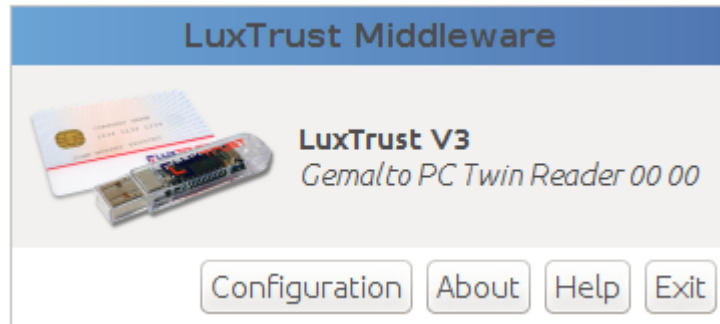 LuxTrust Middleware
LuxTrust V3
Gemalto PC Twin Reader 00 00
Configuration About Help Exit